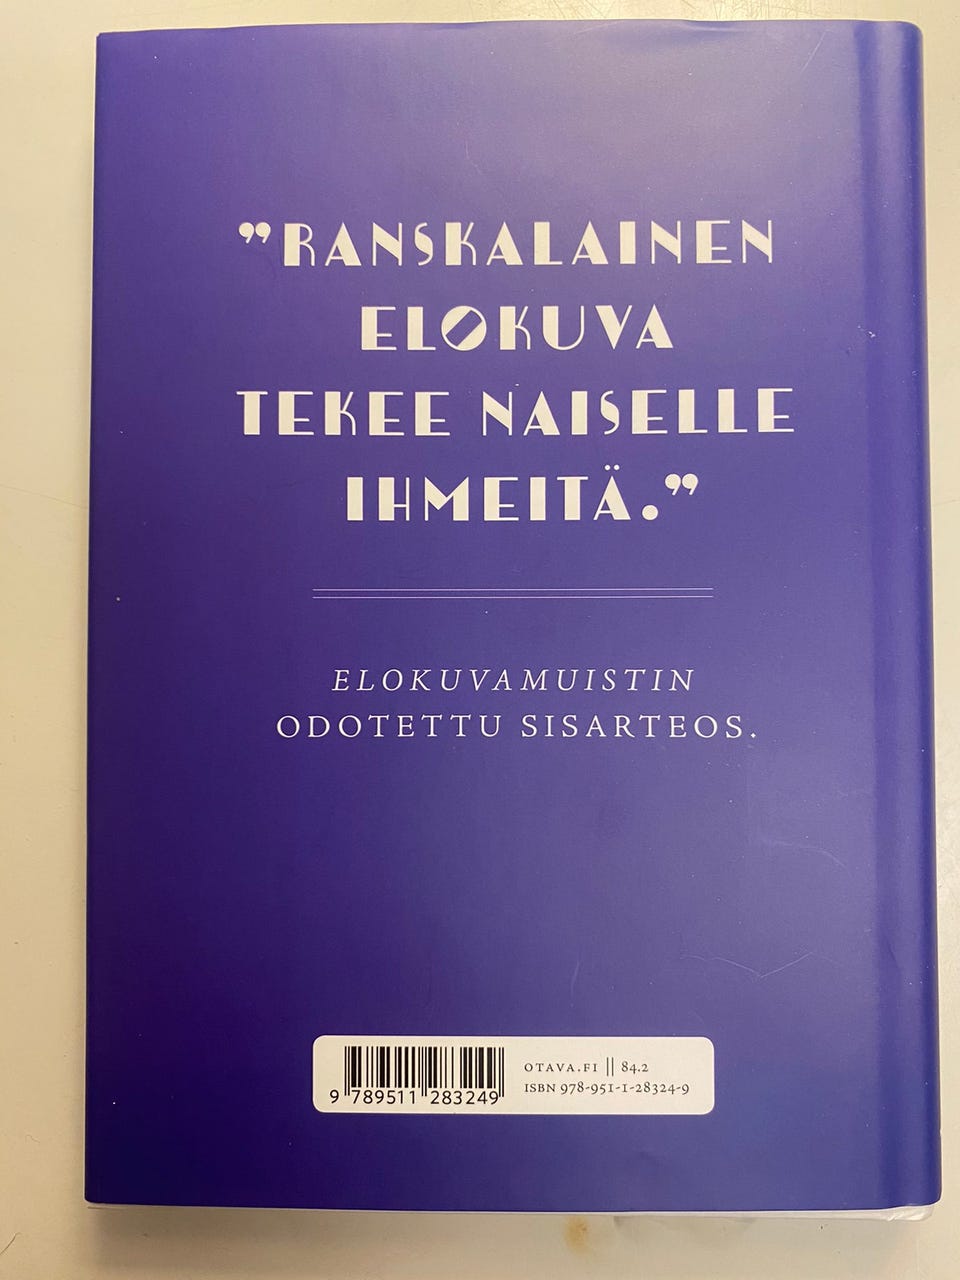 ”RANSKALAINEN
ELOKUVA
TEKEE NAISELLE
IHMEITÄ.”
ELOKUVAMUISTIN
ODOTETTU SISARTEOS.
OTAVA.FI || 84.2
ISBN 978-951-1-28324-9
9 789511 283249